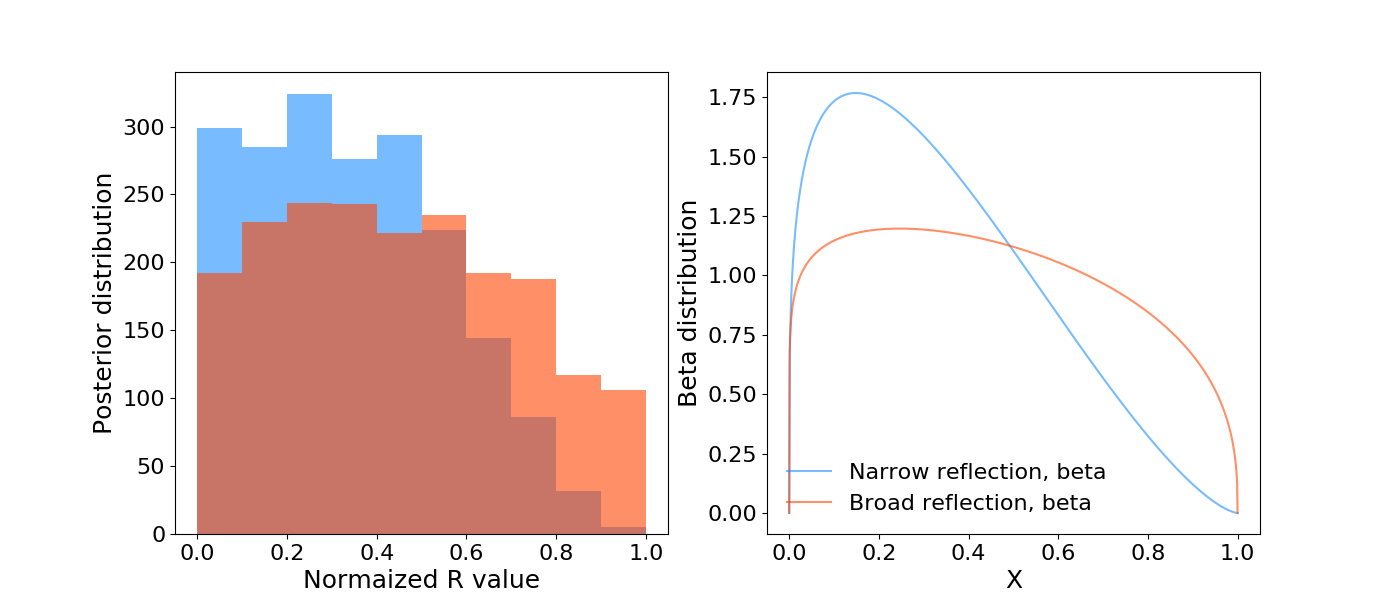 Posterior distribution
300
250
200
150
100
50
0
0.0 0.2 0.4 0.6 0.8 1.0
Normaized R value
Beta distribution
1.75
1.50
1.25
1.00
0.75
0.50
0.25
0.00
Narrow reflection, beta
Broad reflection, beta
0.0 0.2 0.4 0.6 0.8 1.0
X